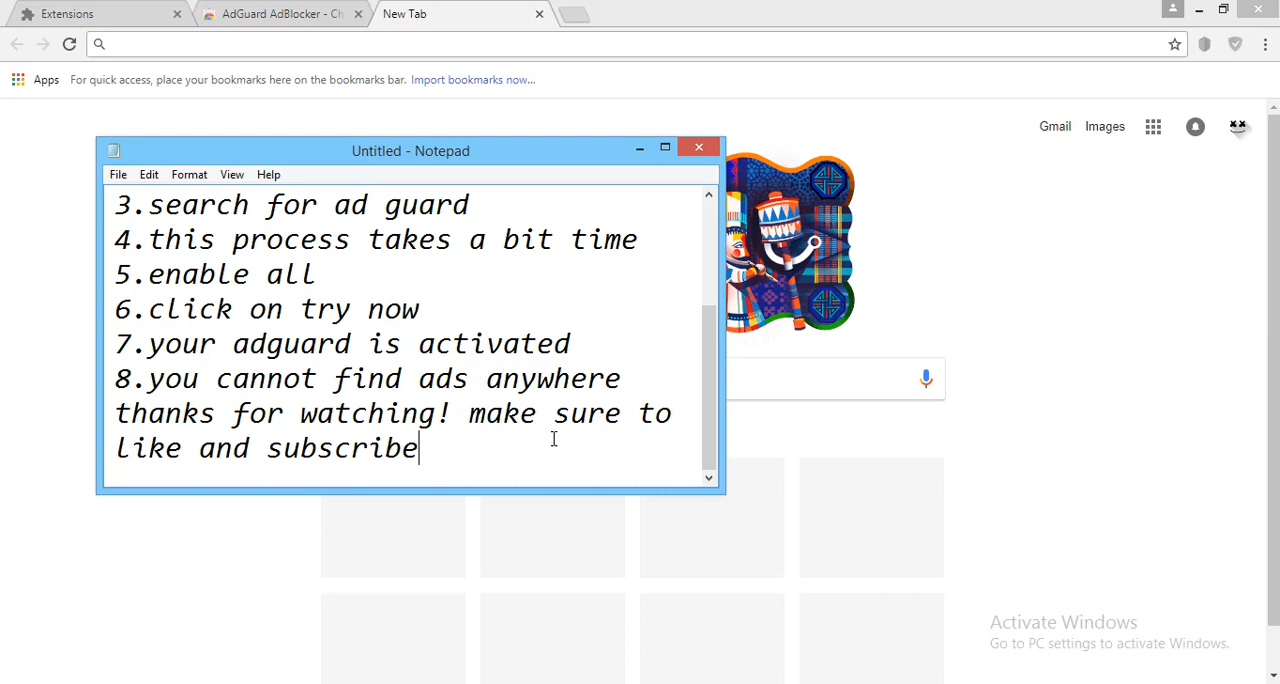 Extensions
AdGuard AdBlocker - Ch
New Tab
Apps For quick access, place your bookmarks here on the bookmarks bar. Import bookmarks now...
Gmail Images
Untitled - Notepad
File Edit Format View Help
3.search for ad guard
4.this process takes a bit time
5.enable all
6.click on try now
7.your adguard is activated
8.you cannot find ads anywhere
thanks for watching! make sure to
like and subscribe
Activate Windows
Go to PC settings to activate Windows.